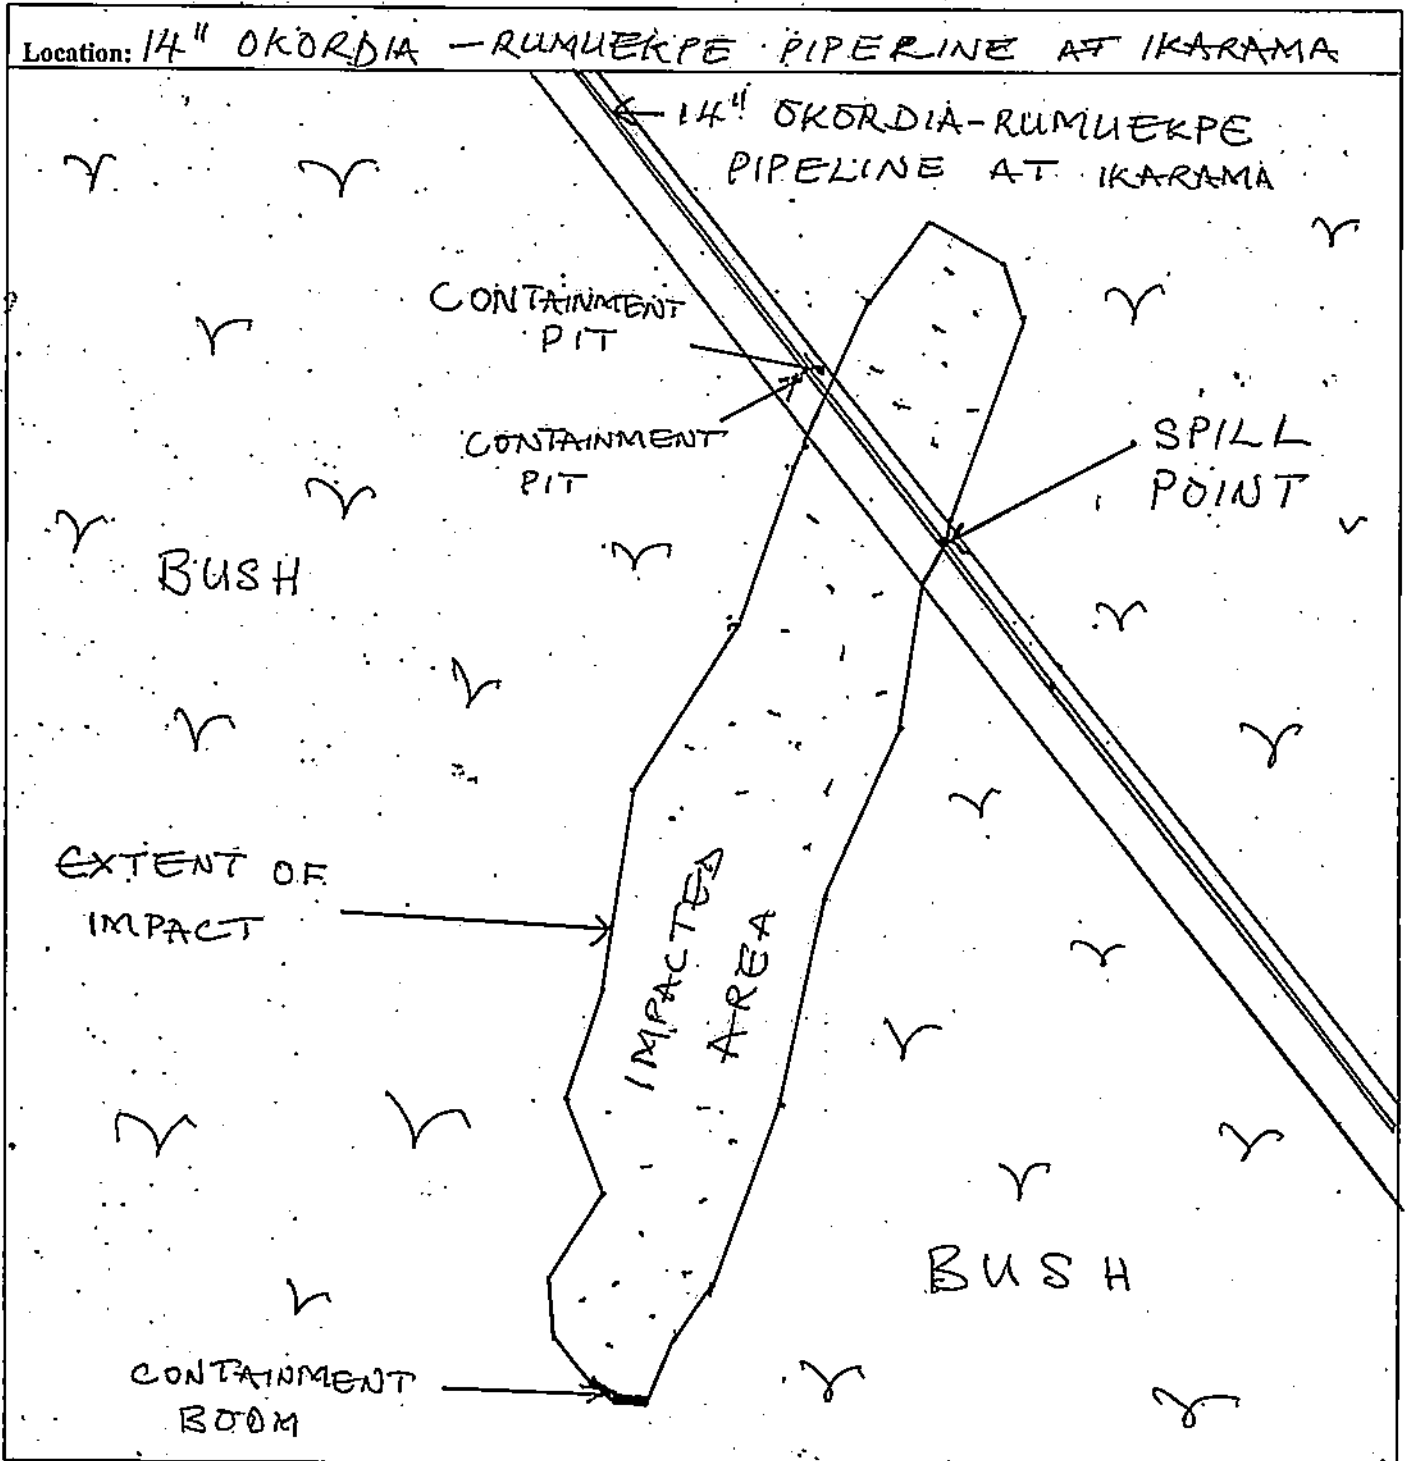 Location: 14" OKORDIA - RUMUEKPE PIPERINE AT IKARAMA
14" OKORDIA-RUMUEKPE
PIPELINE AT IKARAMA
CONTAINMENT
PIT
CONTAINMENT
PIT
SPILL
POINT
BUSH
EXTENT OF
IMPACT
IMPACTED
AREA
BUSH
CONTAINMENT
BOOM